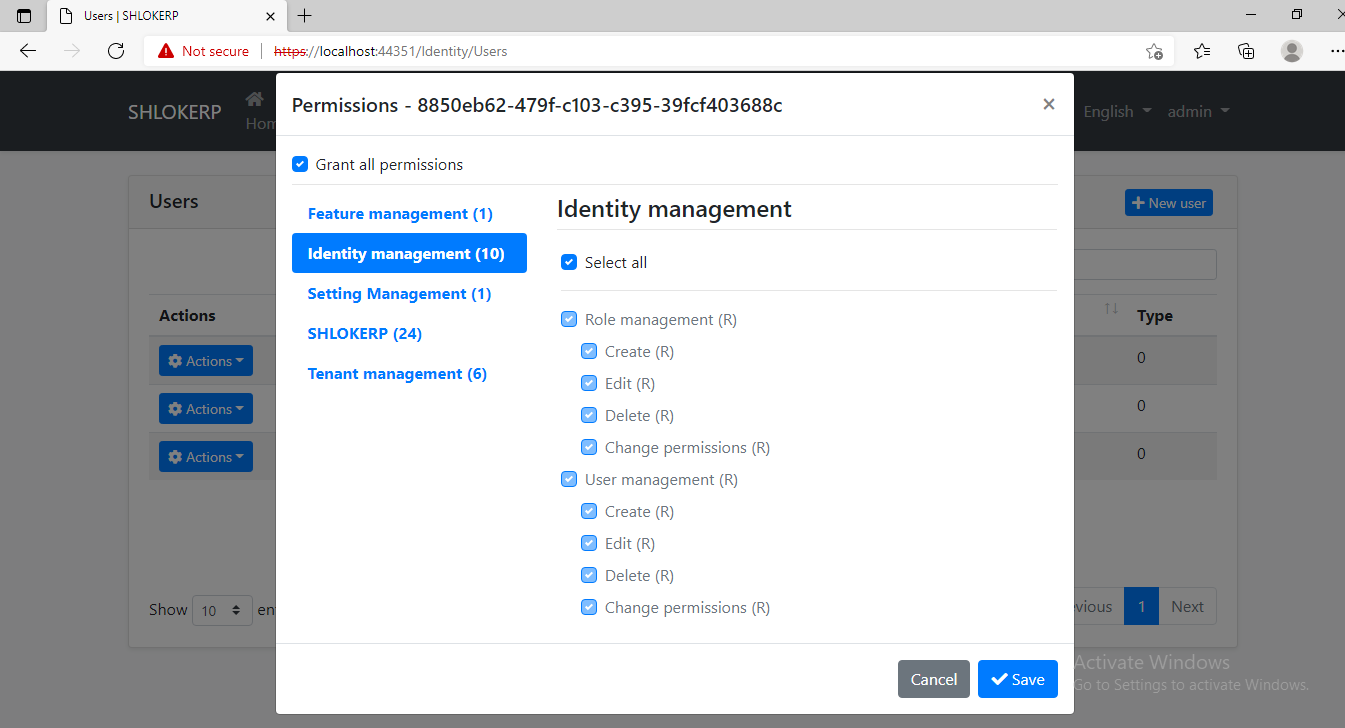 Users | SHLOKERP
Not secure https://localhost:44351/Identity/Users
SHLOKERP
English
admin
Users
New user
Actions
Type
Actions
0
Actions
0
Actions
0
Show 10
1 Next
Permissions - 8850eb62-479f-c103-c395-39fcf403688c
×
Grant all permissions
Feature management (1)
Identity management (10)
Setting Management (1)
SHLOKERP (24)
Tenant management (6)
Identity management
Select all
Role management (R)
Create (R)
Edit (R)
Delete (R)
Change permissions (R)
User management (R)
Create (R)
Edit (R)
Delete (R)
Change permissions (R)
Cancel
Save
Activate Windows
Go to Settings to activate Windows.